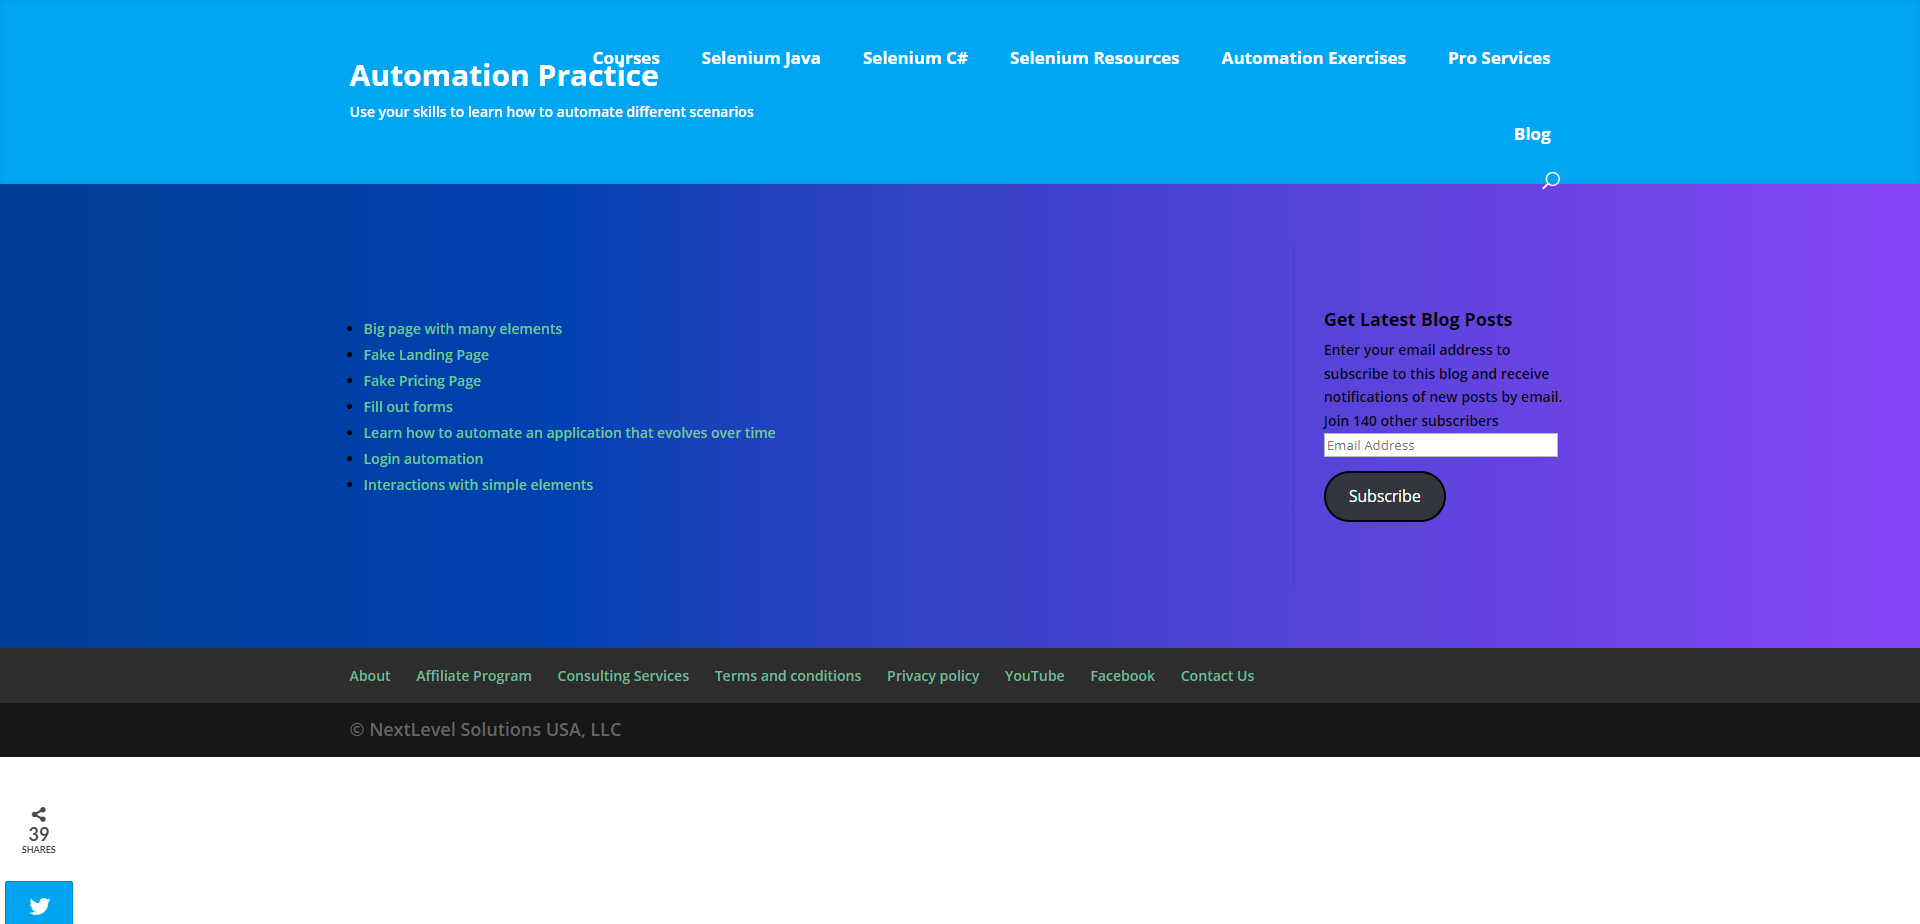 Courses Selenium Java Selenium C# Selenium Resources Automation Exercises Pro Services
Automation Practice
Use your skills to learn how to automate different scenarios
Blog
Big page with many elements
Fake Landing Page
Fake Pricing Page
Fill out forms
Learn how to automate an application that evolves over time
Login automation
Interactions with simple elements
Get Latest Blog Posts
Enter your email address to
subscribe to this blog and receive
notifications of new posts by email.
Join 140 other subscribers
Email Address
Subscribe
About Affiliate Program Consulting Services Terms and conditions Privacy policy YouTube Facebook Contact Us
© NextLevel Solutions USA, LLC
39
SHARES